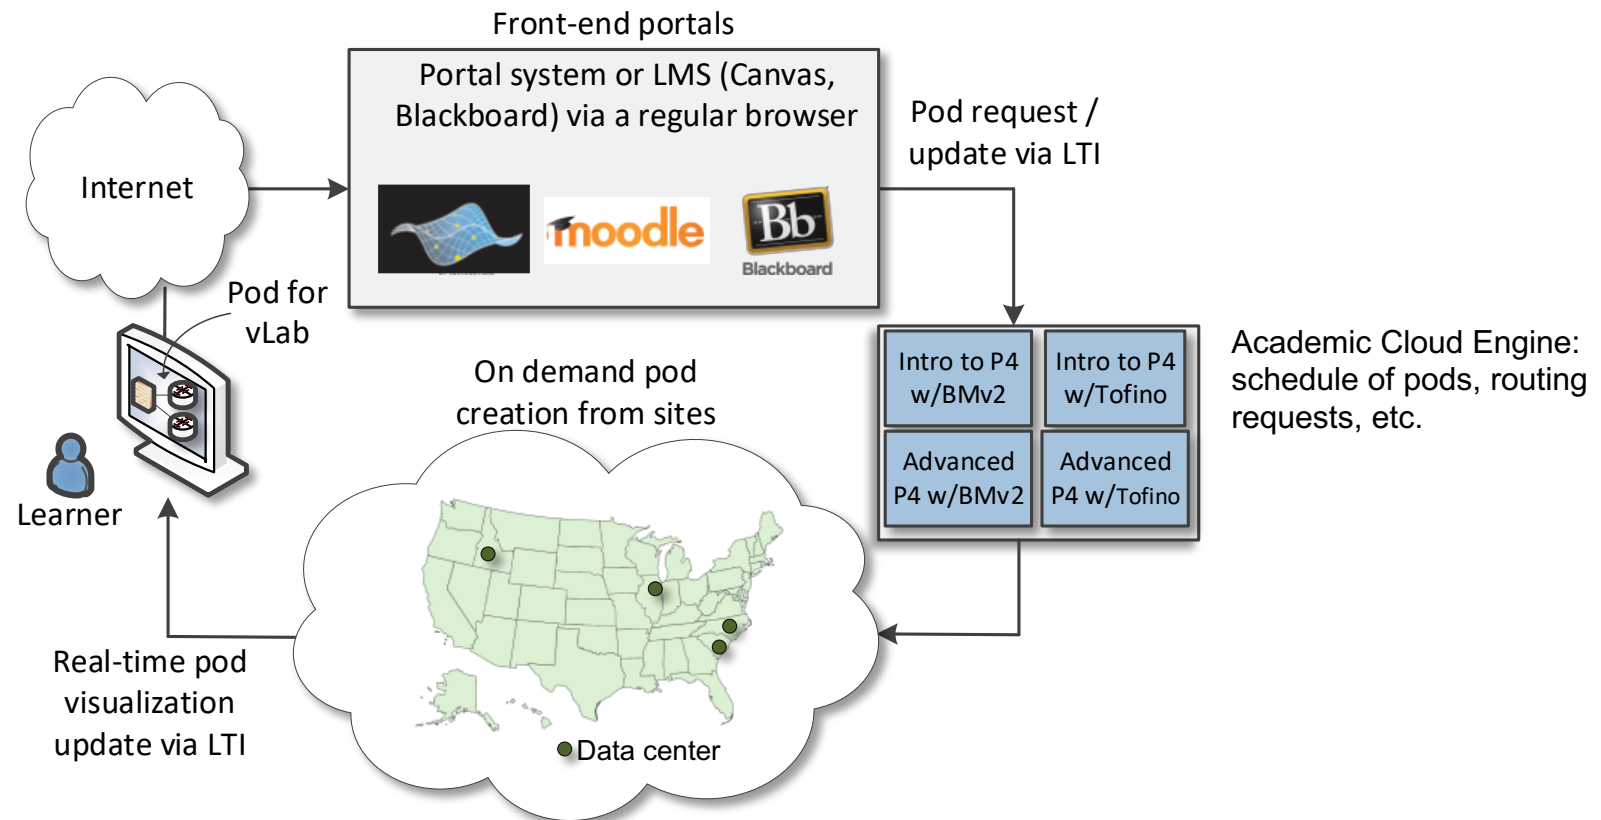 Front-end portals
Portal system or LMS (Canvas,
Blackboard) via a regular browser
moodle
Bb
Blackboard
Pod request /
update via LTI
Internet
Pod for
vLab
Learner
On demand pod
creation from sites
Intro to P4
w/BMv2
Intro to P4
w/Tofino
Advanced
P4 w/BMv2
Advanced
P4 w/Tofino
Academic Cloud Engine:
schedule of pods, routing
requests, etc.
Real-time pod
visualization
update via LTI
Data center